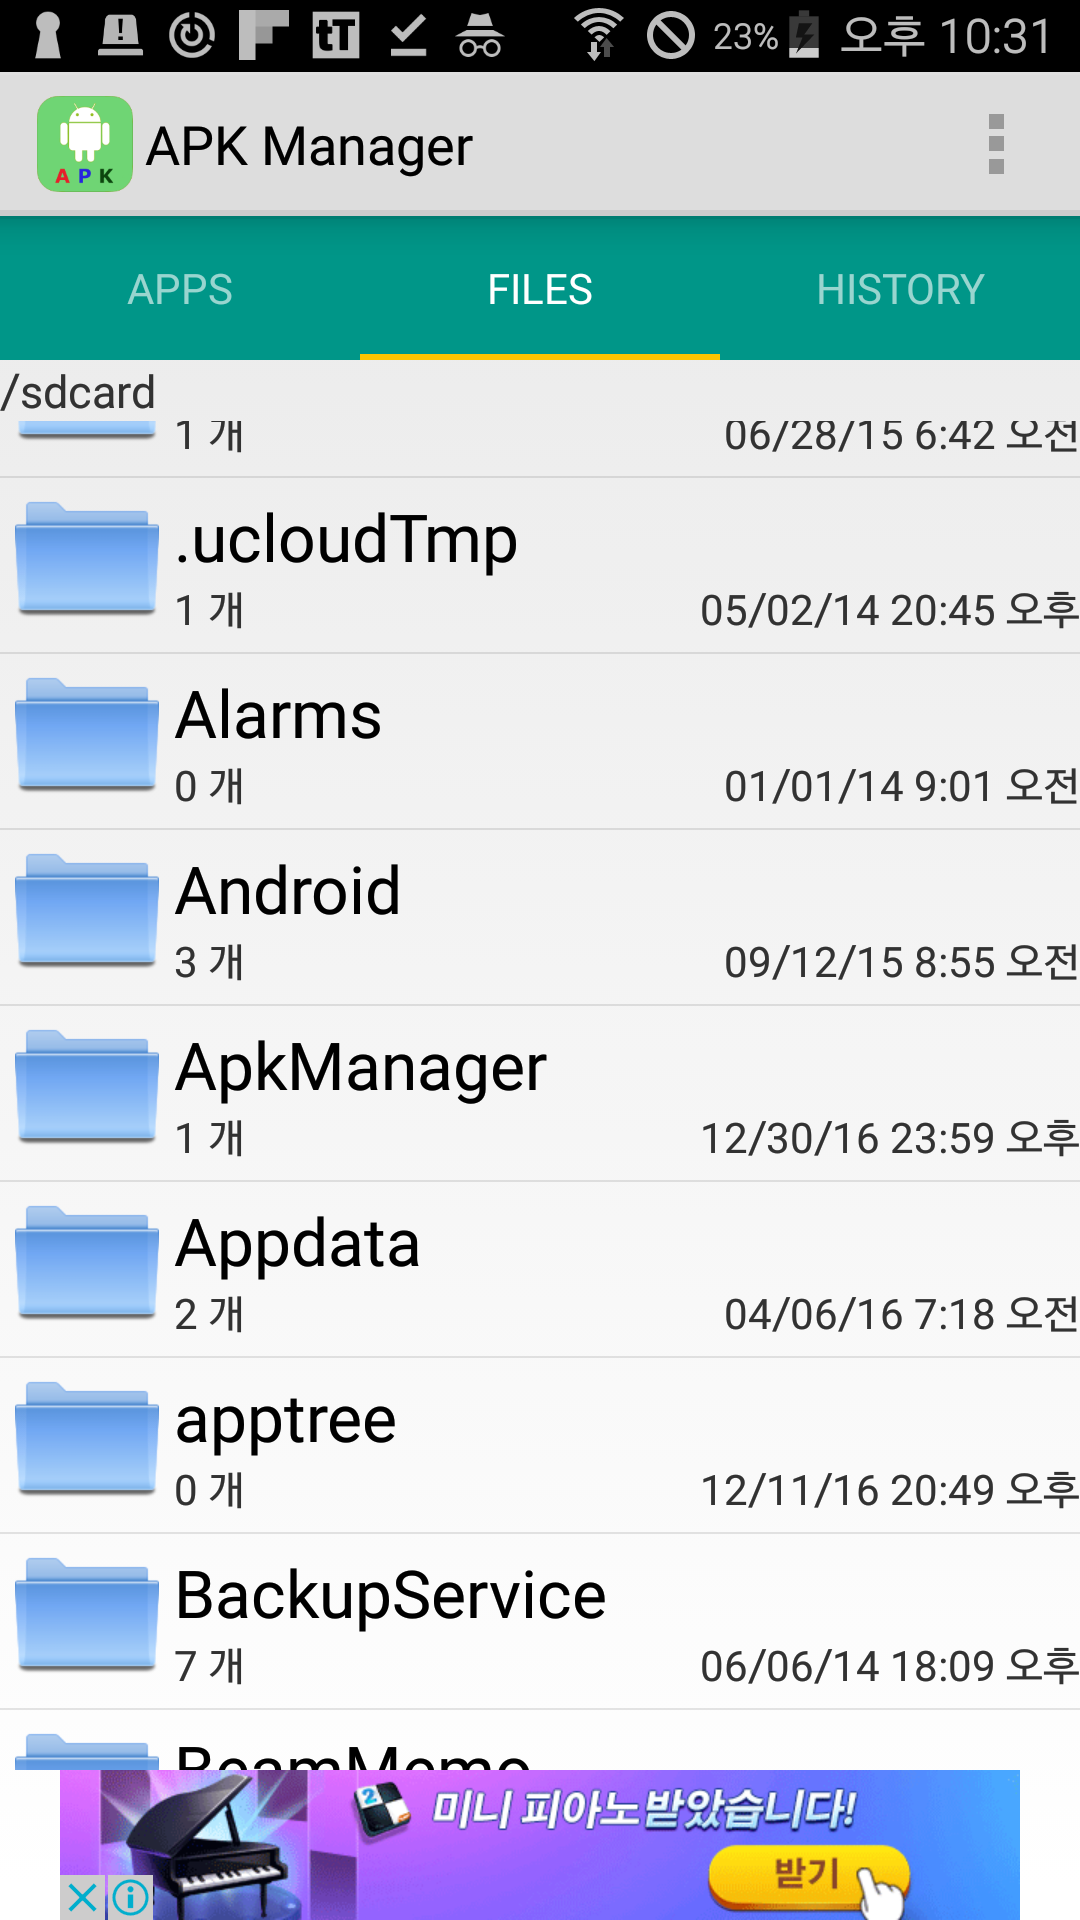 23% 오후 10:31
APK
APK Manager
APPS FILES HISTORY
/sdcard
1 개 06/28/15 6:42 오전
.ucloudTmp
1 개 05/02/14 20:45 오후
Alarms
0 개 01/01/14 9:01 오전
Android
3 개 09/12/15 8:55 오전
ApkManager
1 개 12/30/16 23:59 오후
Appdata
2 개 04/06/16 7:18 오전
apptree
0 개 12/11/16 20:49 오후
BackupService
7 개 06/06/14 18:09 오후
BeamMemo
2 미니 피아노 받았습니다!
받기